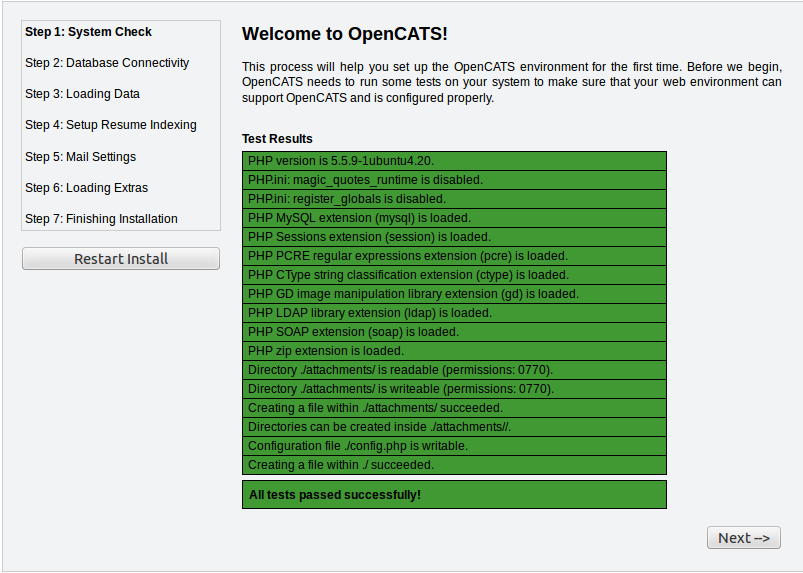 Step 1: System Check
Step 2: Database Connectivity
Step 3: Loading Data
Step 4: Setup Resume Indexing
Step 5: Mail Settings
Step 6: Loading Extras
Step 7: Finishing Installation
Restart Install
Welcome to OpenCATS!
This process will help you set up the OpenCATS environment for the first time. Before we begin,
OpenCATS needs to run some tests on your system to make sure that your web environment can
support OpenCATS and is configured properly.
Test Results
PHP version is 5.5.9-1ubuntu4.20.
PHP.ini: magic_quotes_runtime is disabled.
PHP.ini: register_globals is disabled.
PHP MySQL extension (mysql) is loaded.
PHP Sessions extension (session) is loaded.
PHP PCRE regular expressions extension (pcre) is loaded.
PHP CType string classification extension (ctype) is loaded.
PHP GD image manipulation library extension (gd) is loaded.
PHP LDAP library extension (ldap) is loaded.
PHP SOAP extension (soap) is loaded.
PHP zip extension is loaded.
Directory ./attachments/ is readable (permissions: 0770).
Directory ./attachments/ is writeable (permissions: 0770).
Creating a file within ./attachments/ succeeded.
Directories can be created inside ./attachments//.
Configuration file ./config.php is writable.
Creating a file within ./ succeeded.
All tests passed successfully!
Next -->